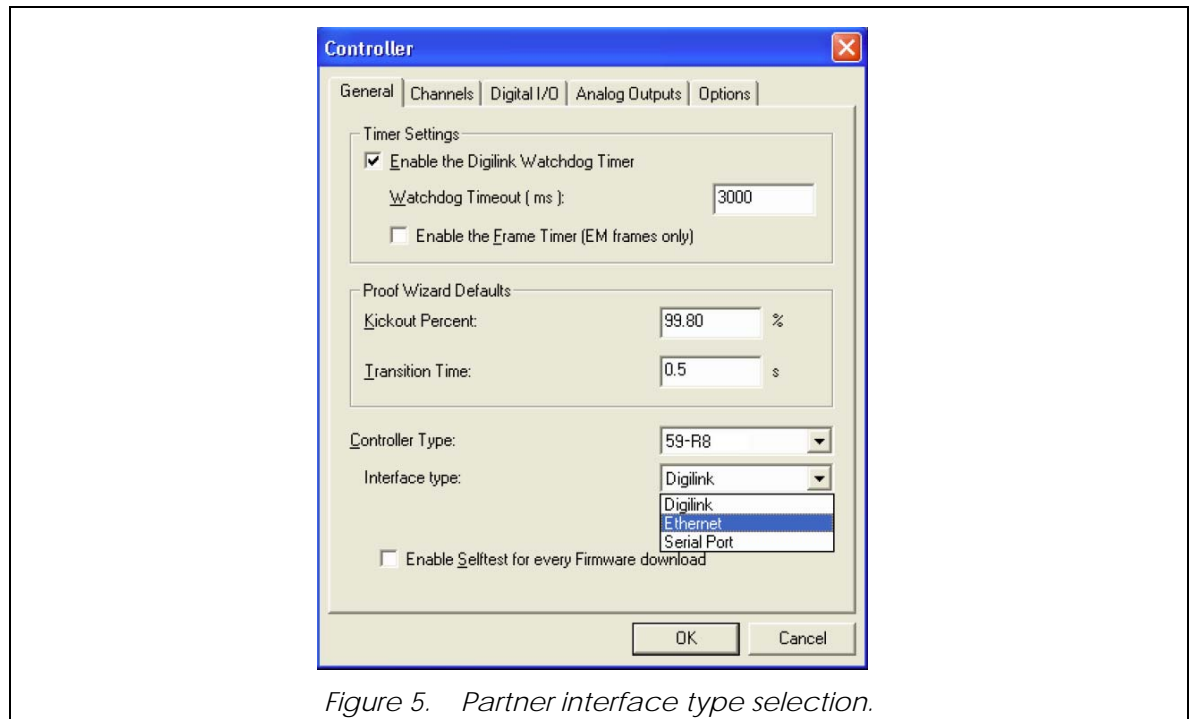 Controller
General Channels Digital I/O Analog Outputs Options
Timer Settings
Enable the Digilink Watchdog Timer
Watchdog Timeout ( ms ): 3000
Enable the Frame Timer (EM frames only)
Proof Wizard Defaults
Kickout Percent: 99.80 %
Transition Time: 0.5 s
Controller Type: 59-R8
Interface type: Digilink
Digilink
Ethernet
Serial Port
Enable Selftest for every Firmware download
OK Cancel
Figure 5. Partner interface type selection.